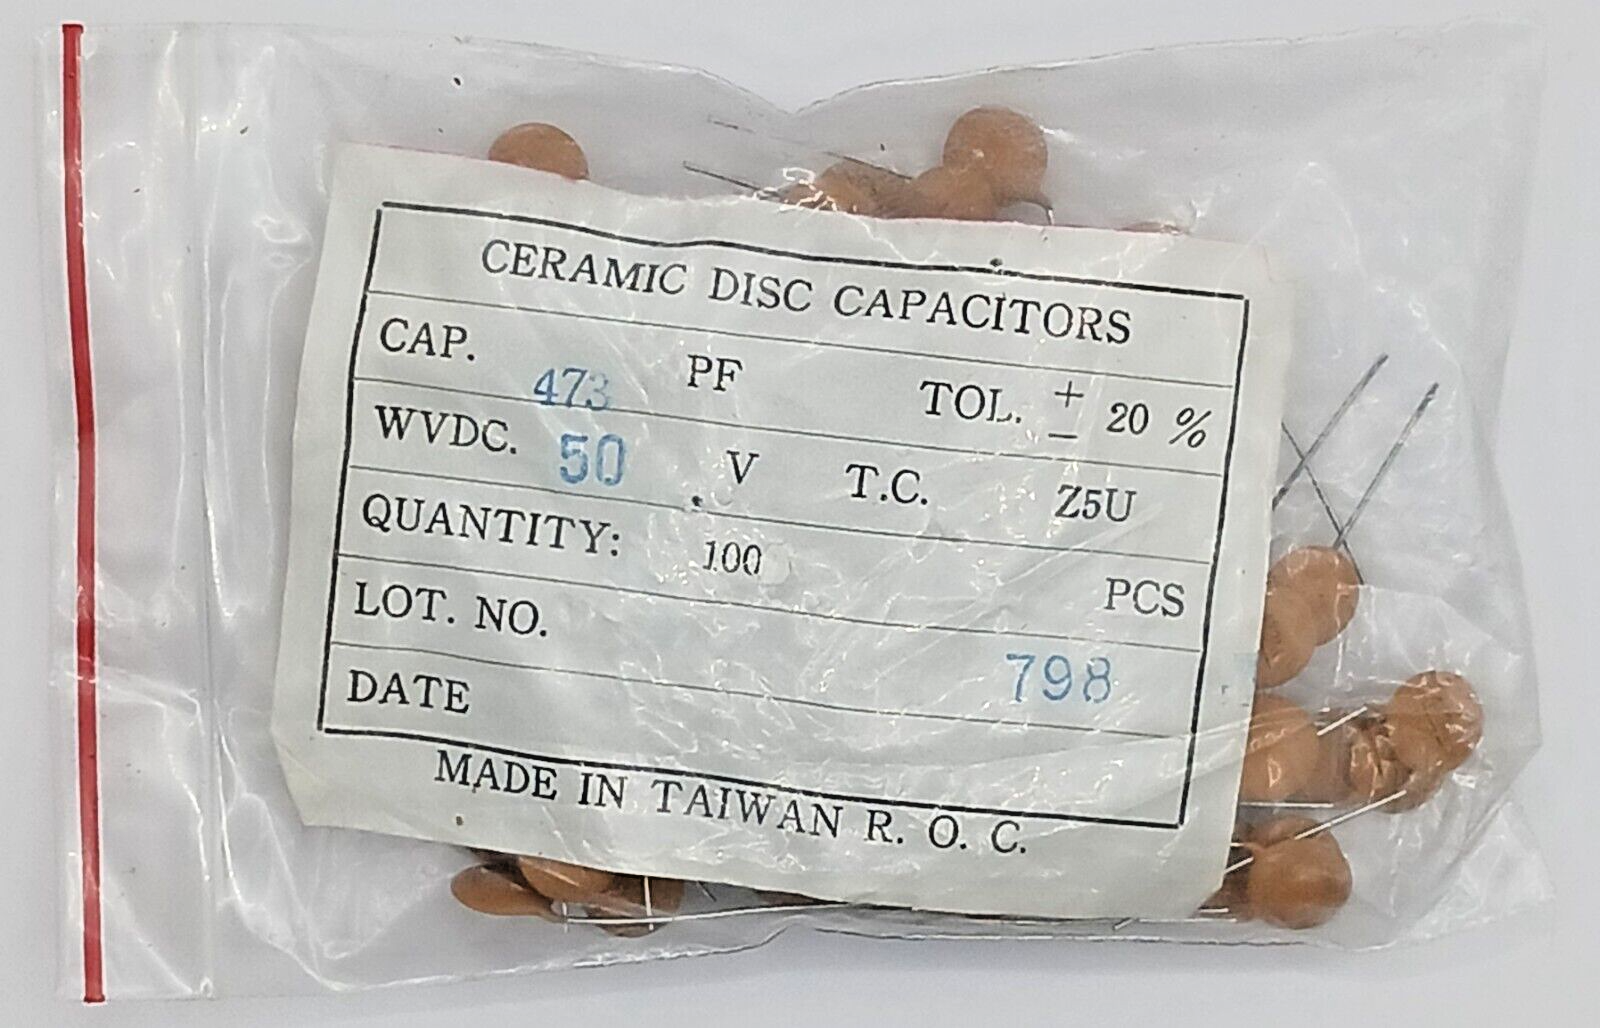 CERAMIC DISC CAPACITORS
CAP. 473 PF TOL. ± 20 %
WVDC. 50 V T.C. Z5U
QUANTITY: 100 PCS
LOT. NO. 798
DATE
MADE IN TAIWAN R. O. C.